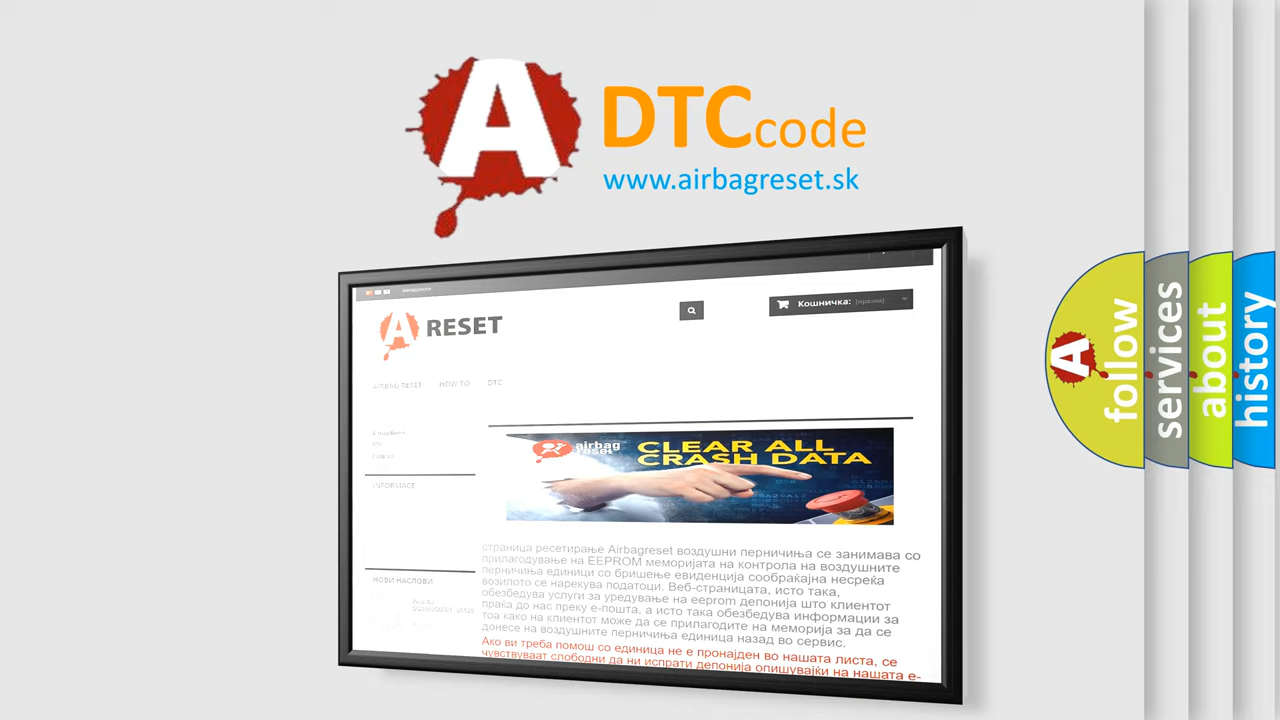 A
DTCcode
www.airbagreset.sk
Кошничка: (празна)
A RESET
AIRBAG RESET HOW TO DTC
airbag
reset
CLEAR ALL
CRASH DATA
INFORMACE
страница ресетирање Airbagreset воздушни перничиња се занимава со
прилагодување на EEPROM меморијата на контрола на воздушните
перничиња единици со бришење евиденција сообраќајна несреќа
возилото се нарекува податоци. Веб-страницата, исто така,
обезбедува услуги за уредување на eeprom депонија што клиентот
праќа до нас преку е-пошта, а исто така обезбедува информации за
тоа како на клиентот може да се прилагодите на меморија за да се
донесе на воздушните перничиња единица назад во сервис.
НОВИ НАСЛОВИ
Ако ви треба помош со единица не е пронајден во нашата листа, се
чувствуваат слободни да ни испрати депонија опишувајќи на нашата е-
A
follow
services
about
history